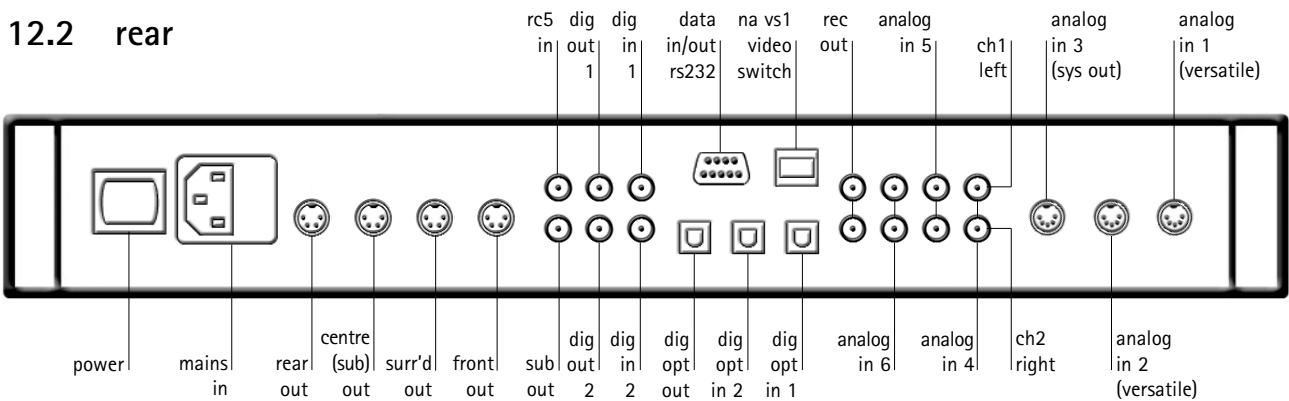 12.2 rear
rc5
in
dig
out
1
dig
in
1
data
in/out
rs232
na vs1
video
switch
rec
out
analog
in 5
ch1
left
analog
in 3
(sys out)
analog
in 1
(versatile)
power
mains
in
rear
out
centre
(sub)
out
surr'd
out
front
out
sub
out
dig
out
2
dig
in
2
dig
opt
out
dig
opt
in 2
dig
opt
in 1
analog
in 6
analog
in 4
ch2
right
analog
in 2
(versatile)